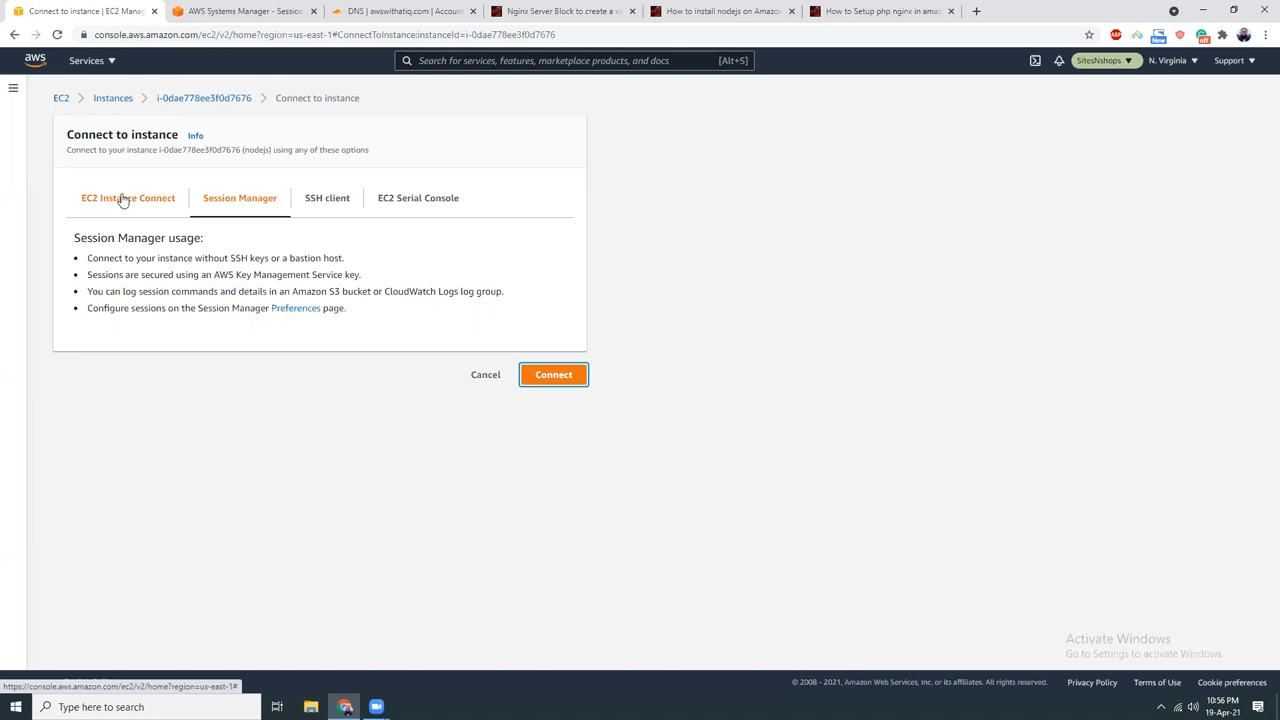 Connect to instance | EC2 Manag
AWS Systems Manager - Session
DNS | awswithatiq.com | Account
Nginx Server Block to create a vi
How to install nodejs on Amazon
How to Setup php nginx in amaz
console.aws.amazon.com/ec2/v2/home?region=us-east-1#ConnectToInstance:instanceId=i-0dae778ee3f0d7676
ABP
New
off
aws
Services
Search for services, features, marketplace products, and docs
[Alt+S]
SitesNshops
N. Virginia
Support
EC2 > Instances > i-0dae778ee3f0d7676 > Connect to instance
Connect to instance Info
Connect to your instance i-0dae778ee3f0d7676 (nodejs) using any of these options
EC2 Instance Connect
Session Manager
SSH client
EC2 Serial Console
Session Manager usage:
• Connect to your instance without SSH keys or a bastion host.
• Sessions are secured using an AWS Key Management Service key.
• You can log session commands and details in an Amazon S3 bucket or CloudWatch Logs log group.
• Configure sessions on the Session Manager Preferences page.
Cancel
Connect
Activate Windows
Go to Settings to activate Windows.
https://console.aws.amazon.com/ec2/v2/home?region=us-east-1#
© 2008 - 2021, Amazon Web Services, Inc. or its affiliates. All rights reserved.
Privacy Policy
Terms of Use
Cookie preferences
Type here to search
10:56 PM
19-Apr-21